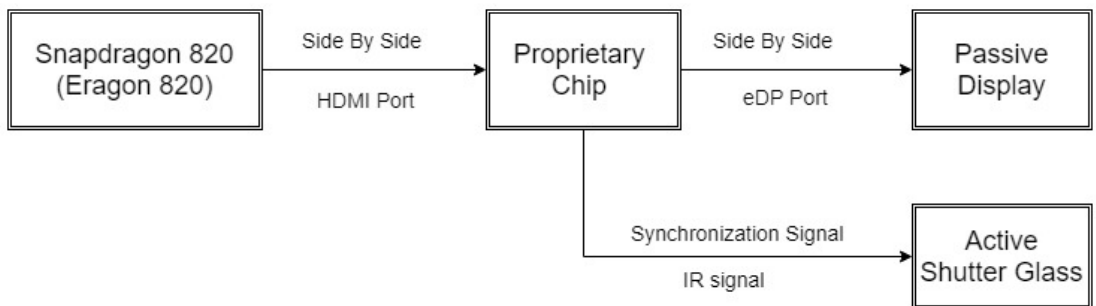 Snapdragon 820
(Eragon 820)
Side By Side
HDMI Port
Proprietary
Chip
Side By Side
eDP Port
Passive
Display
Synchronization Signal
IR signal
Active
Shutter Glass